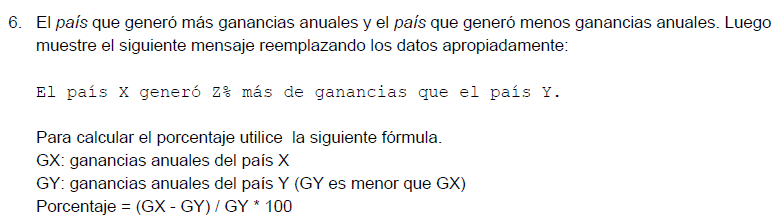 6. El país que generó más ganancias anuales y el país que generó menos ganancias anuales. Luego
muestre el siguiente mensaje reemplazando los datos apropiadamente:
El país X generó Z% más de ganancias que el país Y.
Para calcular el porcentaje utilice  la siguiente fórmula.
GX: ganancias anuales del país X
GY: ganancias anuales del país Y (GY es menor que GX)
Porcentaje = (GX - GY) / GY * 100